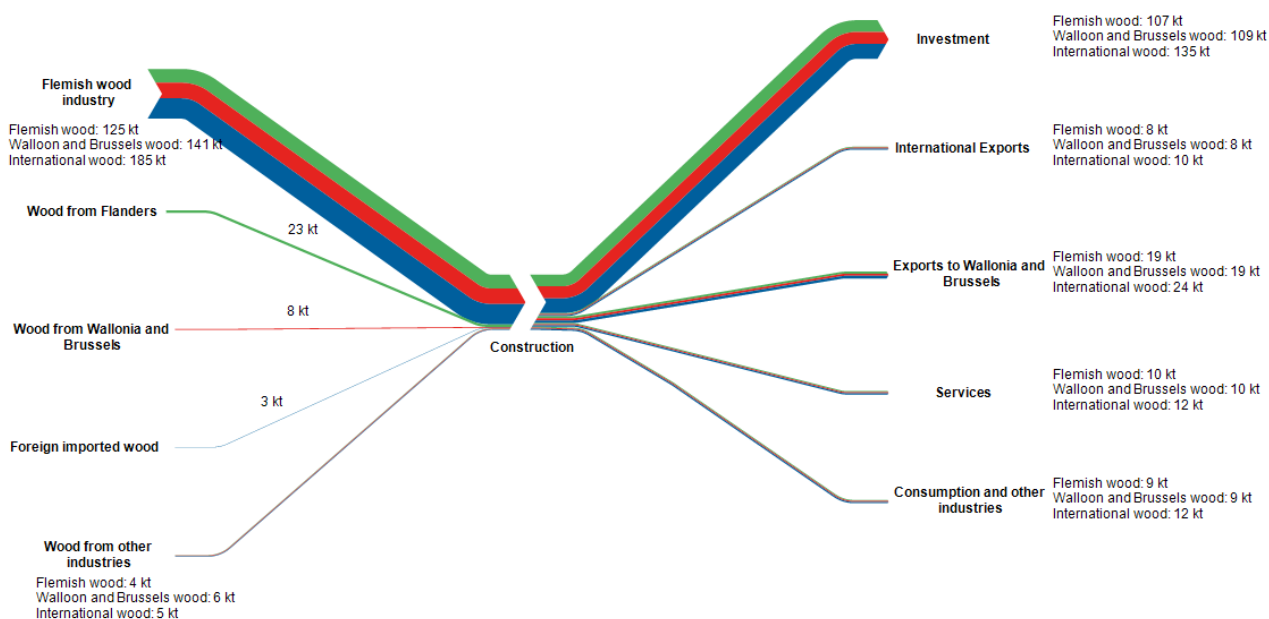 Flemish wood
industry
Flemish wood: 125 kt
Walloon and Brussels wood: 141 kt
International wood: 185 kt
Wood from Flanders
23 kt
Wood from Wallonia and
Brussels
8 kt
Foreign imported wood
3 kt
Wood from other
industries
Flemish wood: 4 kt
Walloon and Brussels wood: 6 kt
International wood: 5 kt
Construction
Investment
Flemish wood: 107 kt
Walloon and Brussels wood: 109 kt
International wood: 135 kt
International Exports
Flemish wood: 8 kt
Walloon and Brussels wood: 8 kt
International wood: 10 kt
Exports to Wallonia and
Brussels
Flemish wood: 19 kt
Walloon and Brussels wood: 19 kt
International wood: 24 kt
Services
Flemish wood: 10 kt
Walloon and Brussels wood: 10 kt
International wood: 12 kt
Consumption and other
industries
Flemish wood: 9 kt
Walloon and Brussels wood: 9 kt
International wood: 12 kt